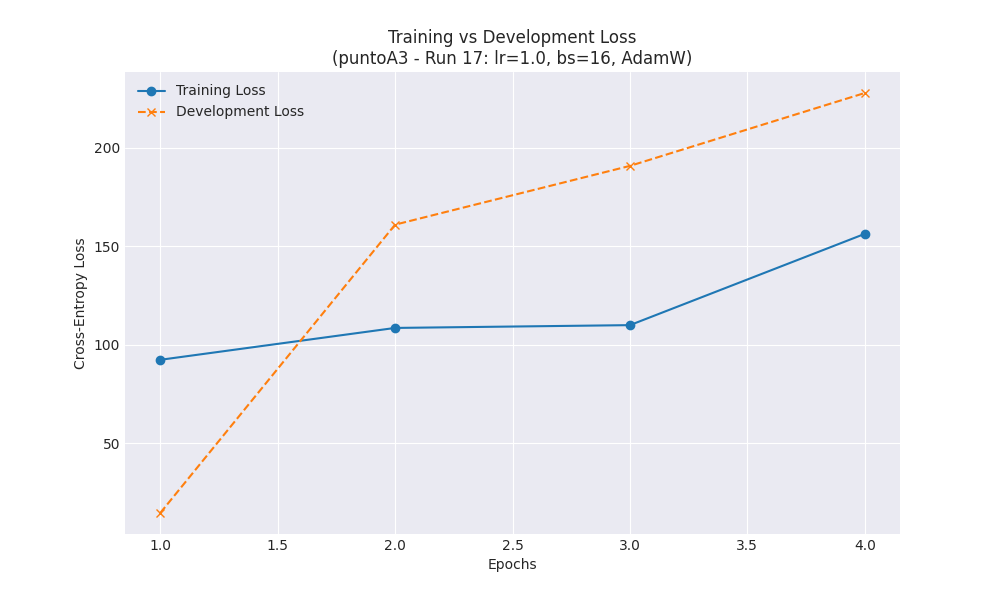 Training vs Development Loss
(puntoA3 - Run 17: lr=1.0, bs=16, AdamW)
Training Loss
Development Loss
200
150
100
50
Cross-Entropy Loss
1.0 1.5 2.0 2.5 3.0 3.5 4.0
Epochs